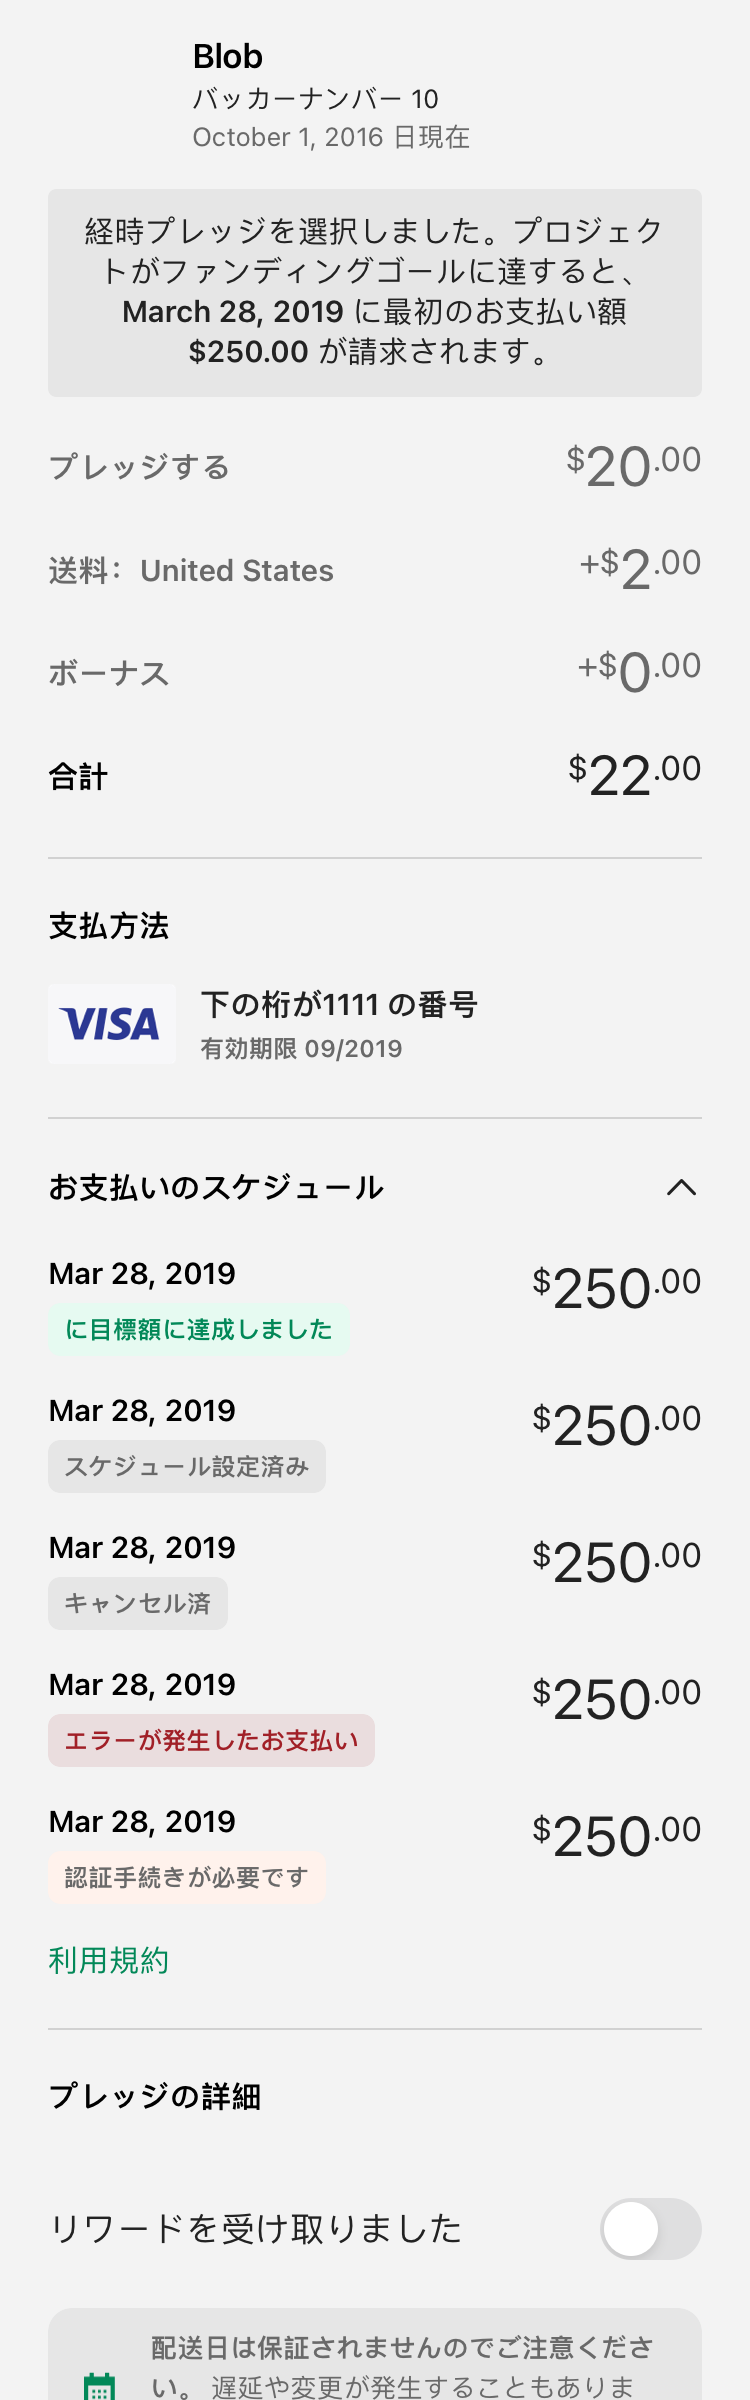 Blob
バッカーナンバー 10
October 1, 2016 日現在
経時プレッジを選択しました。プロジェク
トがファンディングゴールに達すると、
March 28, 2019 に最初のお支払い額
$250.00 が請求されます。
プレッジする $20.00
送料： United States +$2.00
ボーナス +$0.00
合計 $22.00
支払方法
VISA 下の桁が1111 の番号
有効期限 09/2019
お支払いのスケジュール
Mar 28, 2019 $250.00
に目標額に達成しました
Mar 28, 2019 $250.00
スケジュール設定済み
Mar 28, 2019 $250.00
キャンセル済
Mar 28, 2019 $250.00
エラーが発生したお支払い
Mar 28, 2019 $250.00
認証手続きが必要です
利用規約
プレッジの詳細
リワードを受け取りました
配送日は保証されませんのでご注意くださ
い。 遅延や変更が発生することもありま